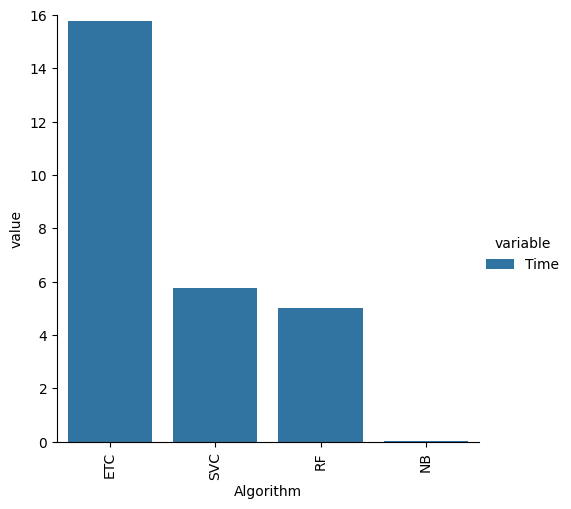 16
14
12
10
8
6
4
2
0
value
ETC
SVC
RF
NB
Algorithm
variable
Time